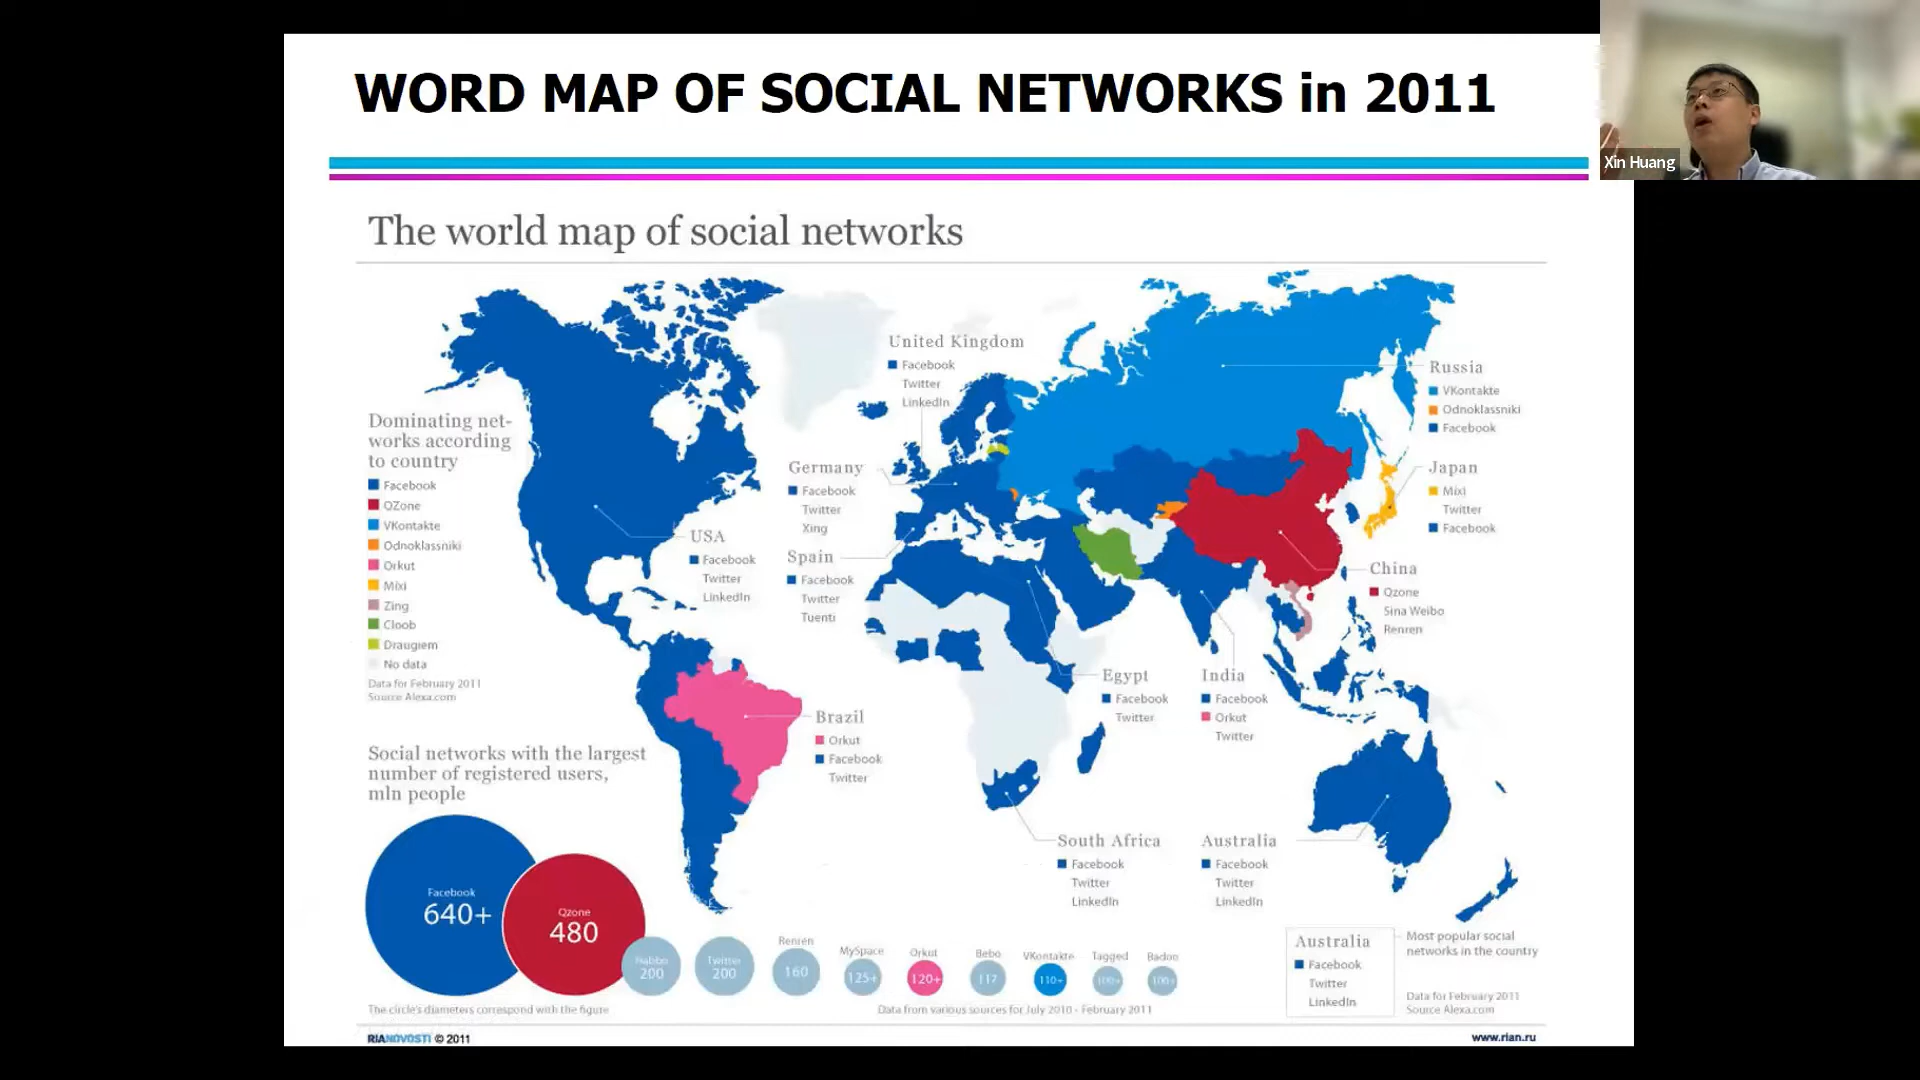 WORD MAP OF SOCIAL NETWORKS in 2011
Xin Huang
The world map of social networks
United Kingdom
Facebook
Twitter
LinkedIn
Russia
VKontakte
Odnoklassniki
Facebook
Dominating net-
works according
to country
Facebook
QZone
VKontakte
Odnoklassniki
Orkut
Mixi
Zing
Cloob
Draugiem
No data
Data for February 2011
Source Alexa.com
Germany
Facebook
Twitter
Xing
Japan
Mixi
Twitter
Facebook
USA
Facebook
Twitter
LinkedIn
Spain
Facebook
Twitter
Tuenti
China
Qzone
Sina Weibo
Renren
Egypt
Facebook
Twitter
India
Facebook
Orkut
Twitter
Brazil
Orkut
Facebook
Twitter
South Africa
Facebook
Twitter
LinkedIn
Australia
Facebook
Twitter
LinkedIn
Social networks with the largest
number of registered users,
mln people
Facebook
640+
Qzone
480
Habbo
200
Twitter
200
Renren
160
MySpace
125+
Orkut
120+
Bebo
117
VKontakte
110+
Tagged
100+
Badoo
100+
Australia
Facebook
Twitter
LinkedIn
Most popular social
networks in the country
Data for February 2011
Source Alexa.com
The circle's diameters correspond with the figure
Data from various sources for July 2010 - February 2011
RIANOVOSTI © 2011
www.rian.ru